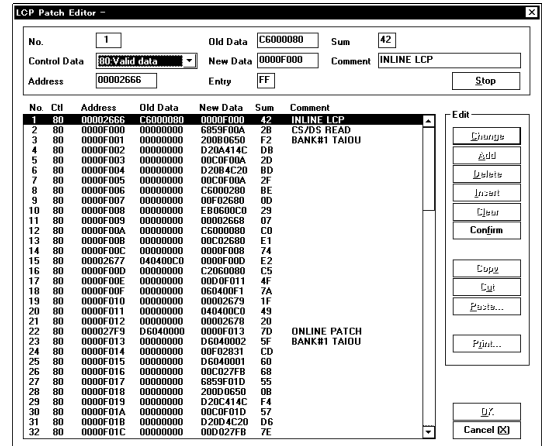 LCP Patch Editor -
No. 1 Old Data C6000080 Sum 42
Control Data 80:Valid data New Data 0000F000 Comment INLINE LCP
Address 00002666 Entry FF Stop
No. Ctl Address Old Data New Data Sum Comment
Edit
1 80 00002666 C6000080 0000F000 42 INLINE LCP
2 80 0000F000 00000000 6859F00A 2B CS/DS READ
3 80 0000F001 00000000 200B0650 F2 BANK#1 TAIOU
4 80 0000F002 00000000 D20A414C DB
5 80 0000F003 00000000 00C0F00A 2D
6 80 0000F004 00000000 D20B4C20 BD
7 80 0000F005 00000000 00C0F00A 2F
8 80 0000F006 00000000 C6000280 BE
9 80 0000F007 00000000 00F02680 0D
10 80 0000F008 00000000 EB0600C0 29
11 80 0000F009 00000000 00002668 07
12 80 0000F00A 00000000 C6000080 C0
13 80 0000F00B 00000000 00C02680 E1
14 80 0000F00C 00000000 0000F008 74
15 80 00002677 040400C0 0000F00D E2
16 80 0000F00D 00000000 C2060080 C5
17 80 0000F00E 00000000 00D0F011 4F
18 80 0000F00F 00000000 060400F1 7A
19 80 0000F010 00000000 00002679 1F
20 80 0000F011 00000000 040400C0 49
21 80 0000F012 00000000 00002678 20
22 80 000027F9 D6040000 0000F013 7D ONLINE PATCH
23 80 0000F013 00000000 D6040002 5F BANK#1 TAIOU
24 80 0000F014 00000000 00F02831 CD
25 80 0000F015 00000000 D6040001 60
26 80 0000F016 00000000 00C027FB 68
27 80 0000F017 00000000 6859F01D 55
28 80 0000F018 00000000 200D0650 0B
29 80 0000F019 00000000 D20C414C F4
30 80 0000F01A 00000000 00C0F01D 57
31 80 0000F01B 00000000 D20D4C20 D6
32 80 0000F01C 00000000 00D027FB 7E
Change
Add
Delete
Insert
Clear
Confirm
Copy
Cut
Paste...
Print...
OK
Cancel (X)